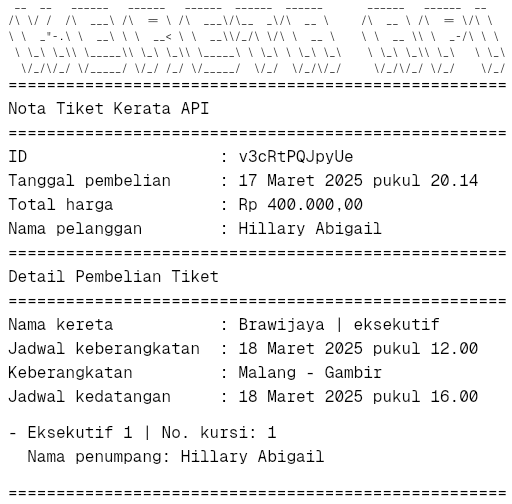 KERETA API
==================================================
Nota Tiket Kerata API
==================================================
ID                    : v3cRtPQJpyUe
Tanggal pembelian     : 17 Maret 2025 pukul 20.14
Total harga           : Rp 400.000,00
Nama pelanggan        : Hillary Abigail
==================================================
Detail Pembelian Tiket
==================================================
Nama kereta           : Brawijaya | eksekutif
Jadwal keberangkatan  : 18 Maret 2025 pukul 12.00
Keberangkatan         : Malang - Gambir
Jadwal kedatangan     : 18 Maret 2025 pukul 16.00
- Eksekutif 1 | No. kursi: 1
  Nama penumpang: Hillary Abigail
==================================================